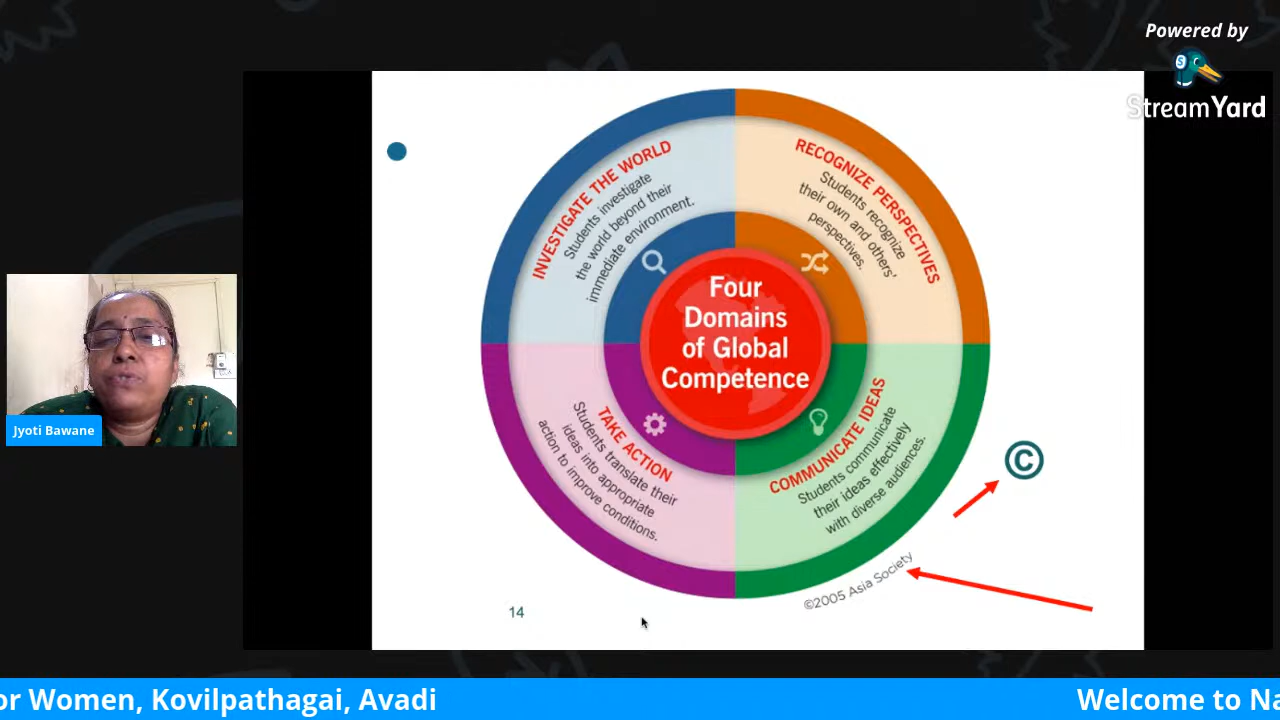 Powered by
StreamYard
INVESTIGATE THE WORLD
Students investigate
the world beyond their
immediate environment.
RECOGNIZE PERSPECTIVES
Students recognize
their own and others'
perspectives.
Four
Domains
of Global
Competence
TAKE ACTION
Students translate their
ideas into appropriate
action to improve conditions.
COMMUNICATE IDEAS
Students communicate
their ideas effectively
with diverse audiences.
©
©2005 Asia Society
14
Jyoti Bawane
or Women, Kovilpathagai, Avadi
Welcome to Na